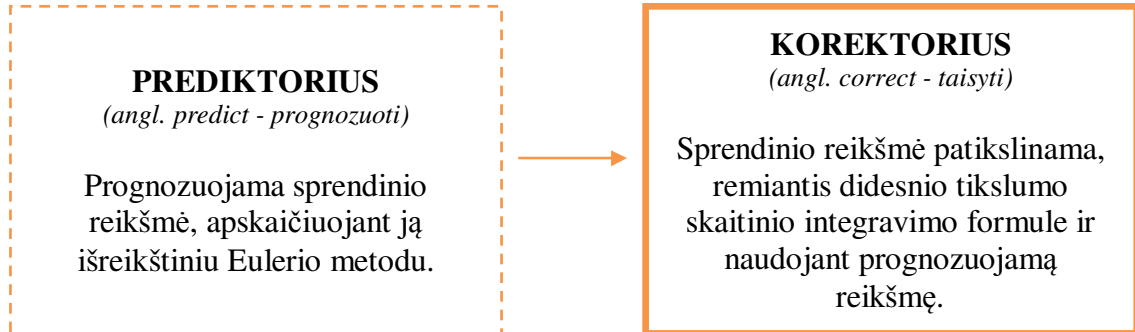 PREDIKTORIUS
(angl. predict - prognozuoti)
Prognozuojama sprendinio
reikšmė, apskaičiuojant ją
išreikštiniu Eulerio metodu.
KOREKTORIUS
(angl. correct - taisyti)
Sprendinio reikšmė patikslinama,
remiantis didesnio tikslumo
skaitinio integravimo formule ir
naudojant prognozuojamą
reikšmę.